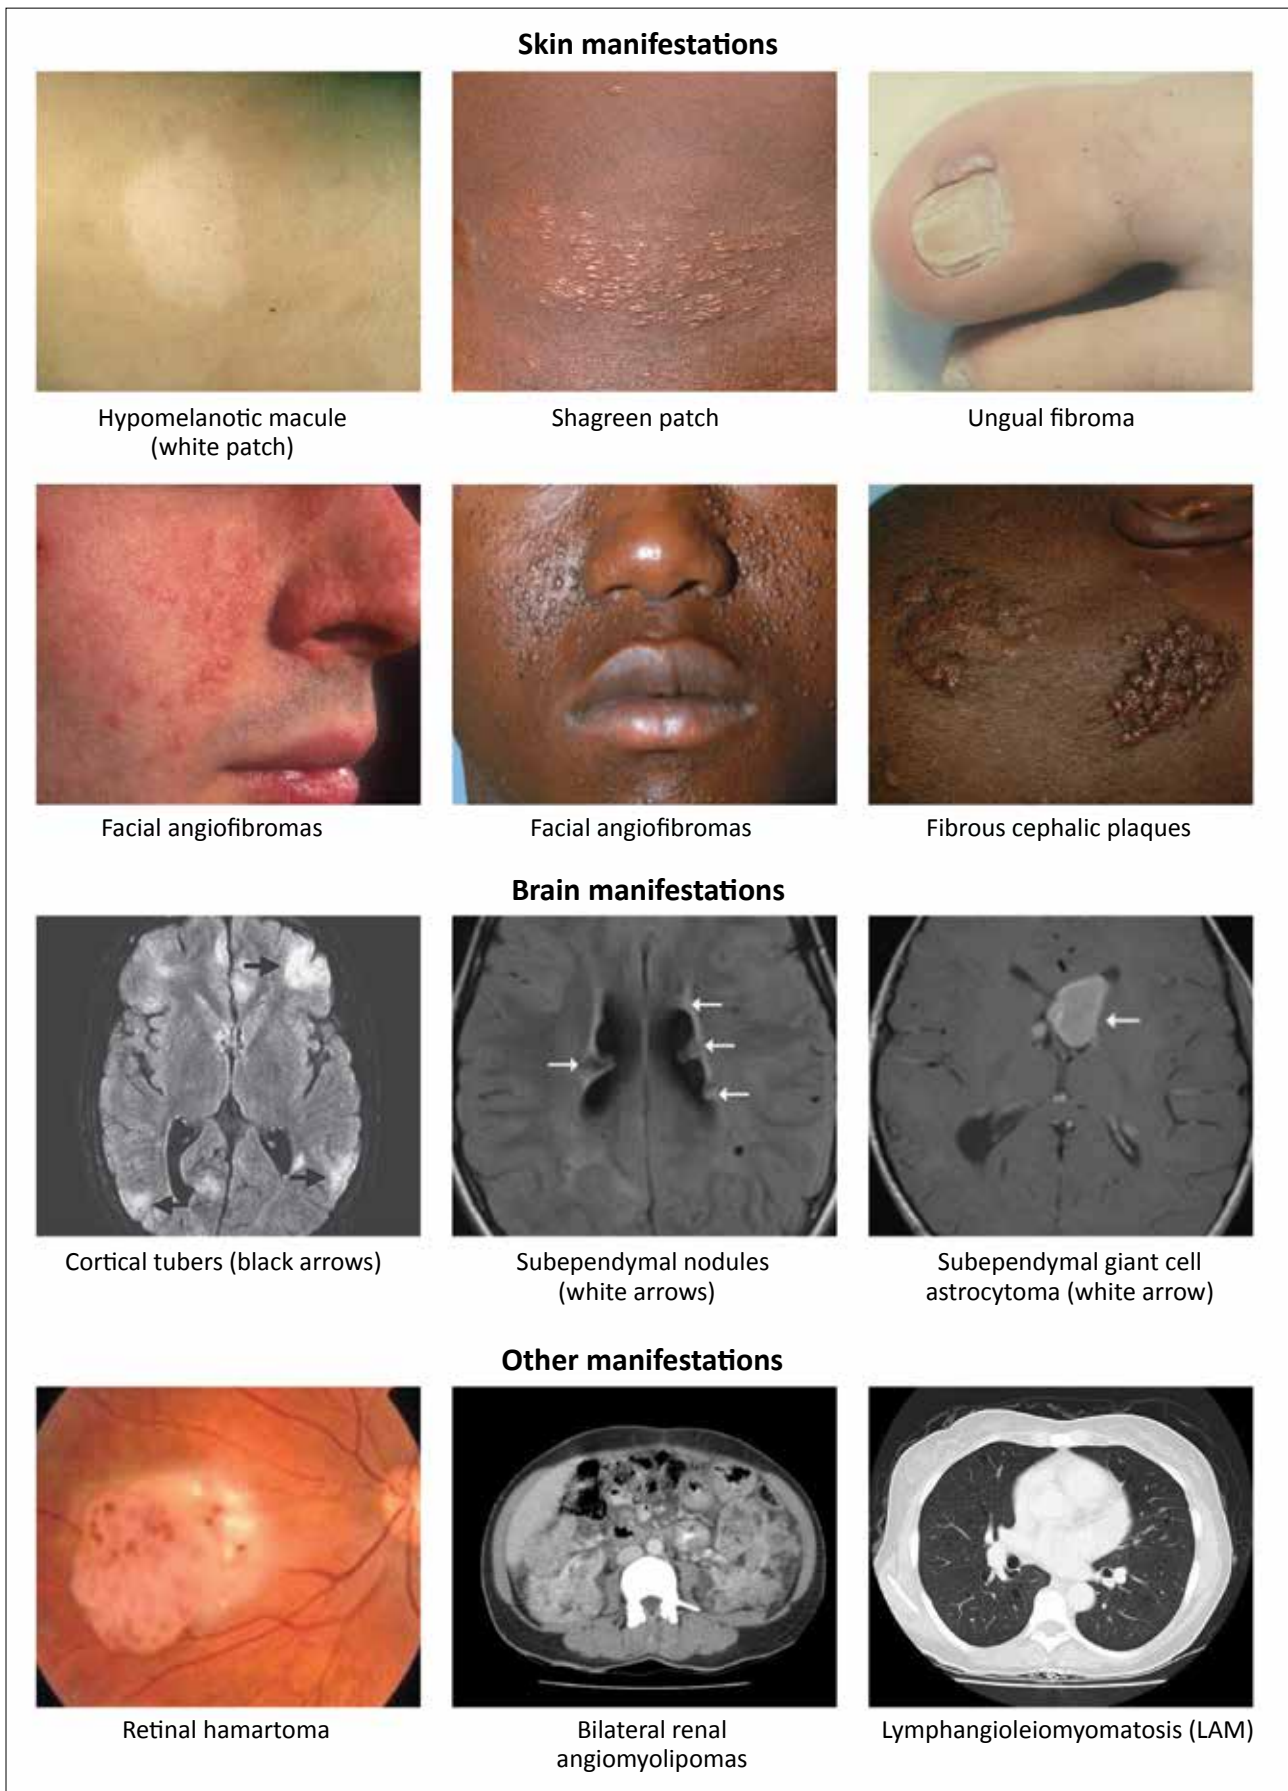 Skin manifestations
Hypomelanotic macule
(white patch)
Shagreen patch
Ungual fibroma
Facial angiofibromas
Facial angiofibromas
Fibrous cephalic plaques
Brain manifestations
Cortical tubers (black arrows)
Subependymal nodules
(white arrows)
Subependymal giant cell
astrocytoma (white arrow)
Other manifestations
Retinal hamartoma
Bilateral renal
angiomyolipomas
Lymphangioleiomyomatosis (LAM)